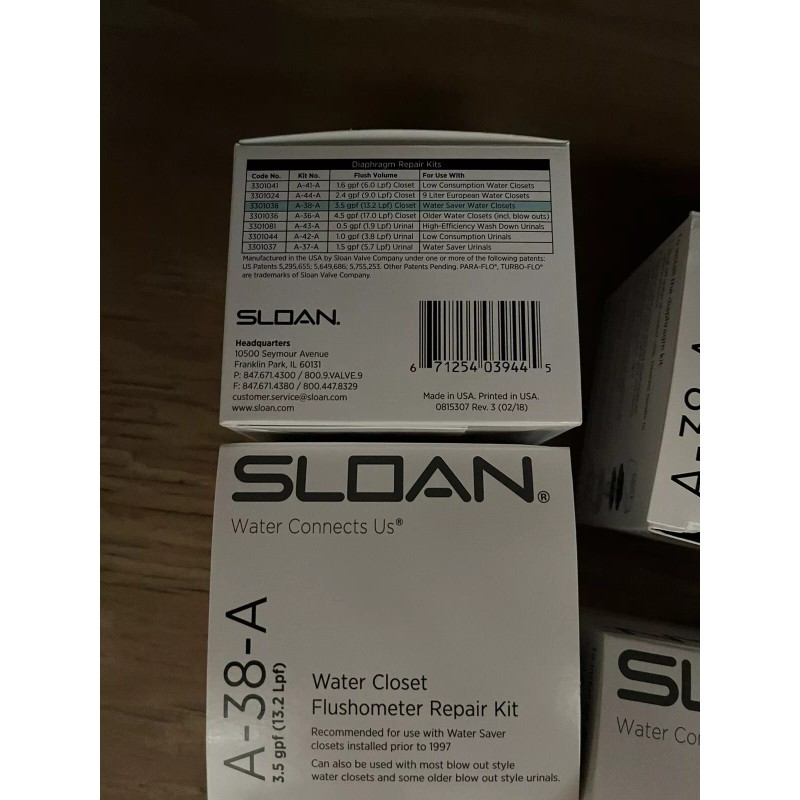 Diaphragm Repair Kits
Code No. Kit No. Flush Volume For Use With
3301041 A-41-A 1.6 gpf (6.0 Lpf) Closet Low Consumption Water Closets
3301024 A-44-A 2.4 gpf (9.0 Lpf) Closet 9 Liter European Water Closets
3301038 A-38-A 3.5 gpf (13.2 Lpf) Closet Water Saver Water Closets
3301036 A-36-A 4.5 gpf (17.0 Lpf) Closet Older Water Closets (incl. blow outs)
3301081 A-43-A 0.5 gpf (1.9 Lpf) Urinal High-Efficiency Wash Down Urinals
3301044 A-42-A 1.0 gpf (3.8 Lpf) Urinal Low Consumption Urinals
3301037 A-37-A 1.5 gpf (5.7 Lpf) Urinal Water Saver Urinals
Manufactured in the USA by Sloan Valve Company under one or more of the following patents:
US Patents 5,295,655; 5,649,686; 5,755,253. Other Patents Pending. PARA-FLO®, TURBO-FLO®
are trademarks of Sloan Valve Company.
SLOAN.
Headquarters
10500 Seymour Avenue
Franklin Park, IL 60131
P: 847.671.4300 / 800.9.VALVE.9
F: 847.671.4380 / 800.447.8329
customer.service@sloan.com
www.sloan.com
6 71254 03944 5
Made in USA. Printed in USA.
0815307 Rev. 3 (02/18)
SLOAN®
Water Connects Us®
A-38-A
3.5 gpf (13.2 Lpf)
Water Closet
Flushometer Repair Kit
Recommended for use with Water Saver
closets installed prior to 1997
Can also be used with most blow out style
water closets and some older blow out style urinals.
A-38
SL
Water Co